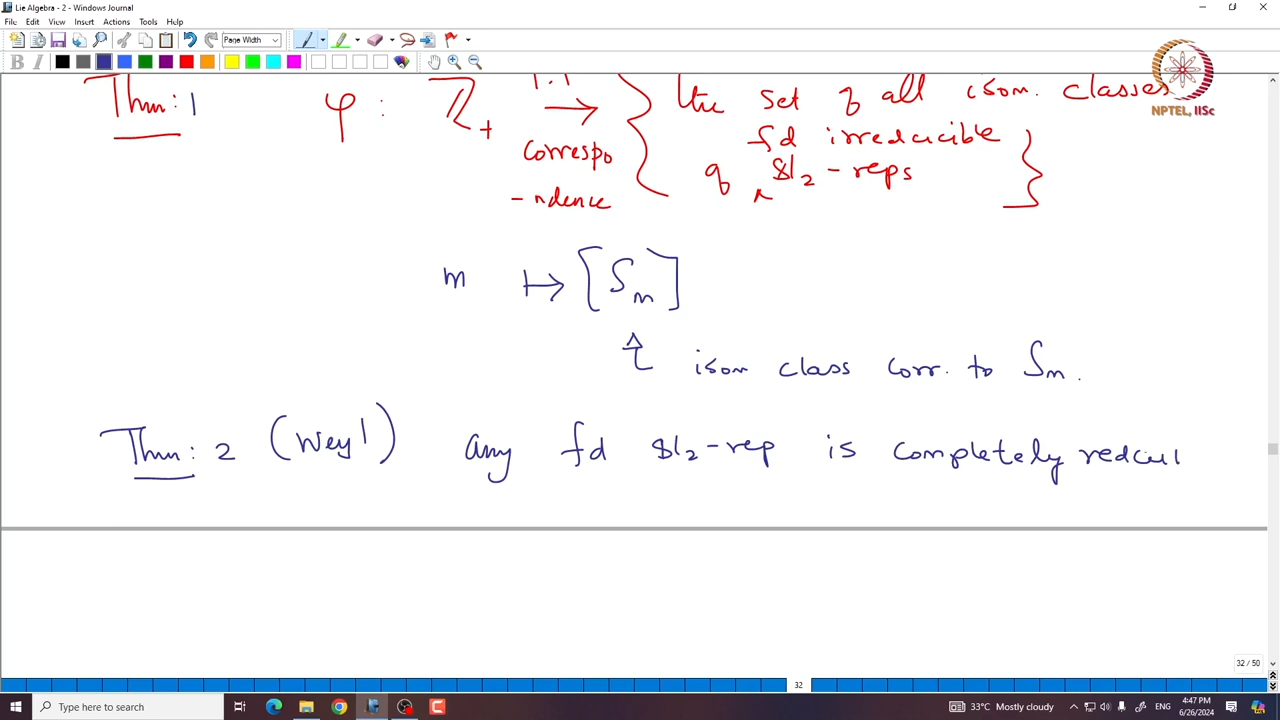 Lie Algebra - 2 - Windows Journal
File Edit View Insert Actions Tools Help
Page Width
B i
NPTEL, IISc
Thm: 1 φ : ℤ₊ 1:1 → { the set of all isom. classes
correspo fd irreducible
-ndence of ^ sl₂ - reps }
m ↦ [Sₘ]
isom class corr. to Sₘ.
Thm: 2 (Weyl) any fd sl₂-rep is completely redcul
32 / 50
32
Type here to search
33°C Mostly cloudy
ENG
4:47 PM
6/26/2024